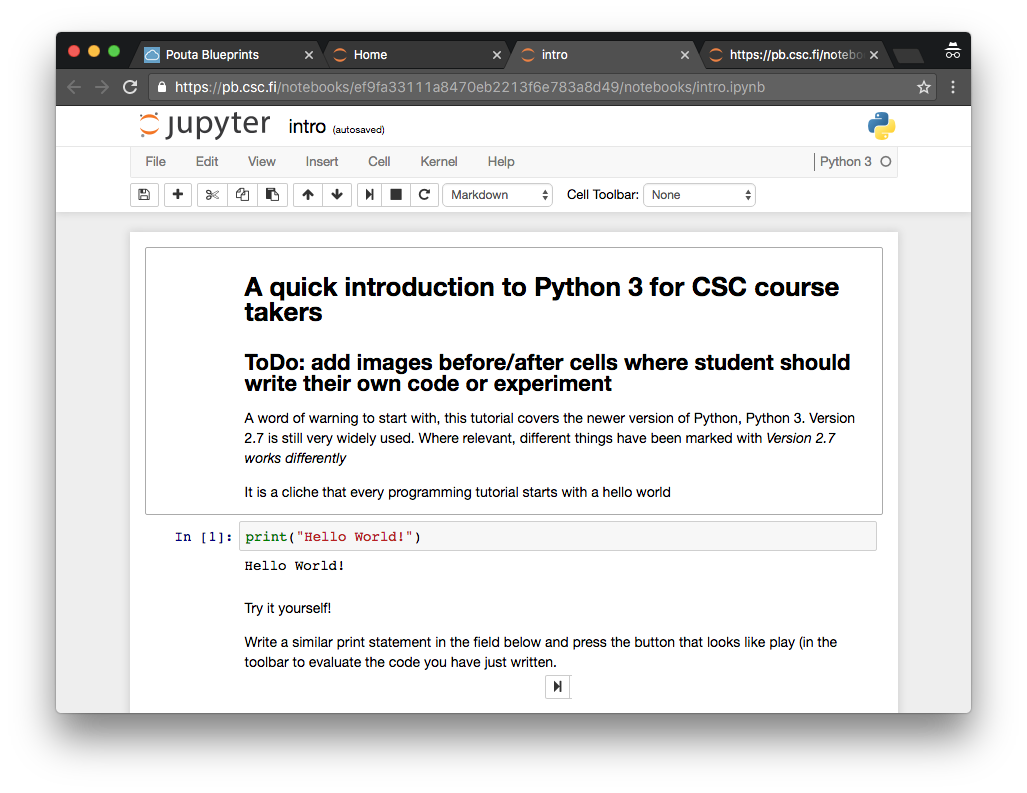 Pouta Blueprints
Home
intro
https://pb.csc.fi/notebo
https://pb.csc.fi/notebooks/ef9fa33111a8470eb2213f6e783a8d49/notebooks/intro.ipynb
jupyter intro (autosaved)
File Edit View Insert Cell Kernel Help Python 3
Markdown Cell Toolbar: None
A quick introduction to Python 3 for CSC course
takers
ToDo: add images before/after cells where student should
write their own code or experiment
A word of warning to start with, this tutorial covers the newer version of Python, Python 3. Version
2.7 is still very widely used. Where relevant, different things have been marked with Version 2.7
works differently
It is a cliche that every programming tutorial starts with a hello world
In [1]: print("Hello World!")
Hello World!
Try it yourself!
Write a similar print statement in the field below and press the button that looks like play (in the
toolbar to evaluate the code you have just written.